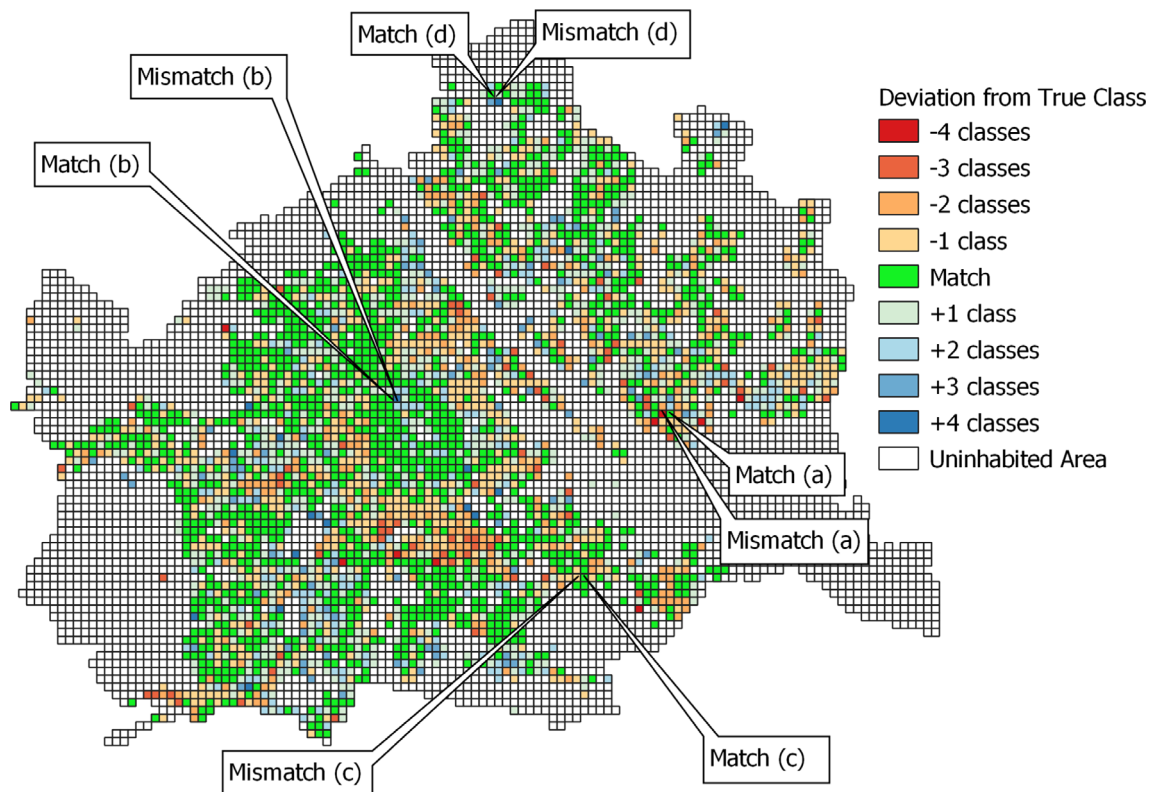 Match (d)
Mismatch (d)
Mismatch (b)
Match (b)
Deviation from True Class
-4 classes
-3 classes
-2 classes
-1 class
Match
+1 class
+2 classes
+3 classes
+4 classes
Uninhabited Area
Match (a)
Mismatch (a)
Mismatch (c)
Match (c)